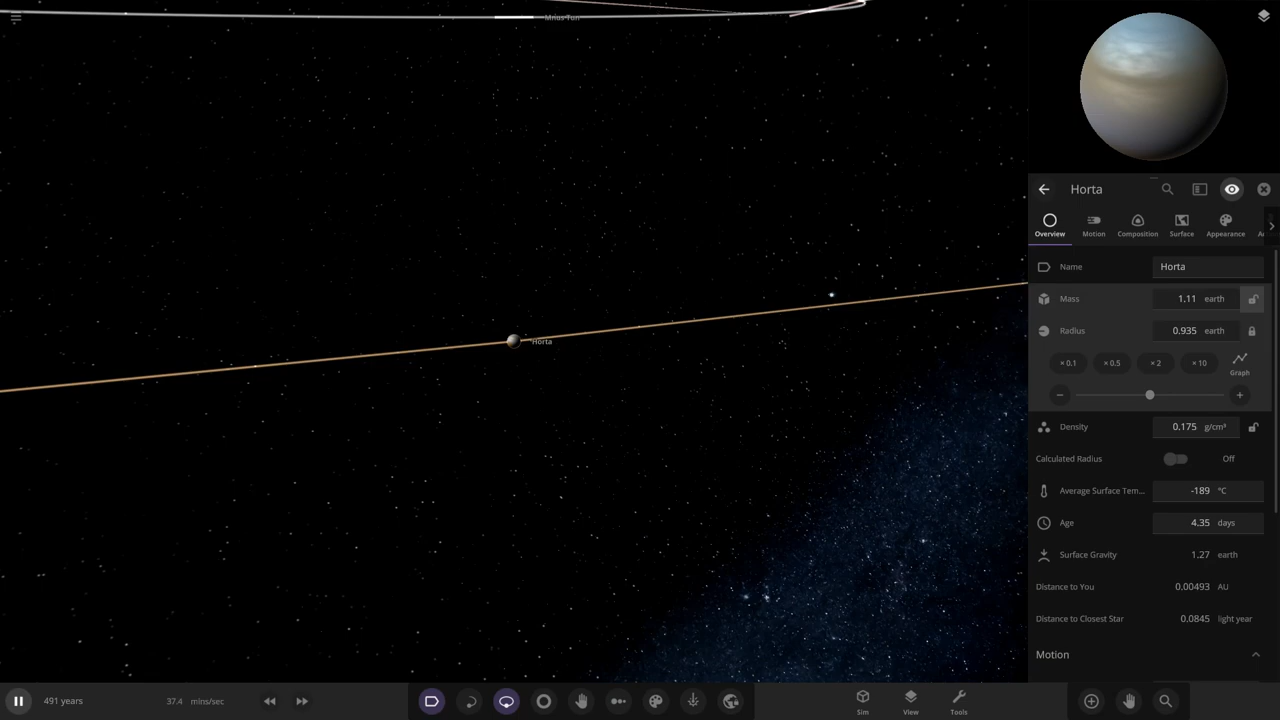 Mrius Tun
Horta
Horta
Overview
Motion
Composition
Surface
Appearance
Name
Horta
Mass
1.11 earth
Radius
0.935 earth
× 0.1
× 0.5
× 2
× 10
Graph
Density
0.175 g/cm³
Calculated Radius
Off
Average Surface Tem...
-189 °C
Age
4.35 days
Surface Gravity
1.27 earth
Distance to You
0.00493 AU
Distance to Closest Star
0.0845 light year
Motion
491 years
37.4 mins/sec
Sim
View
Tools